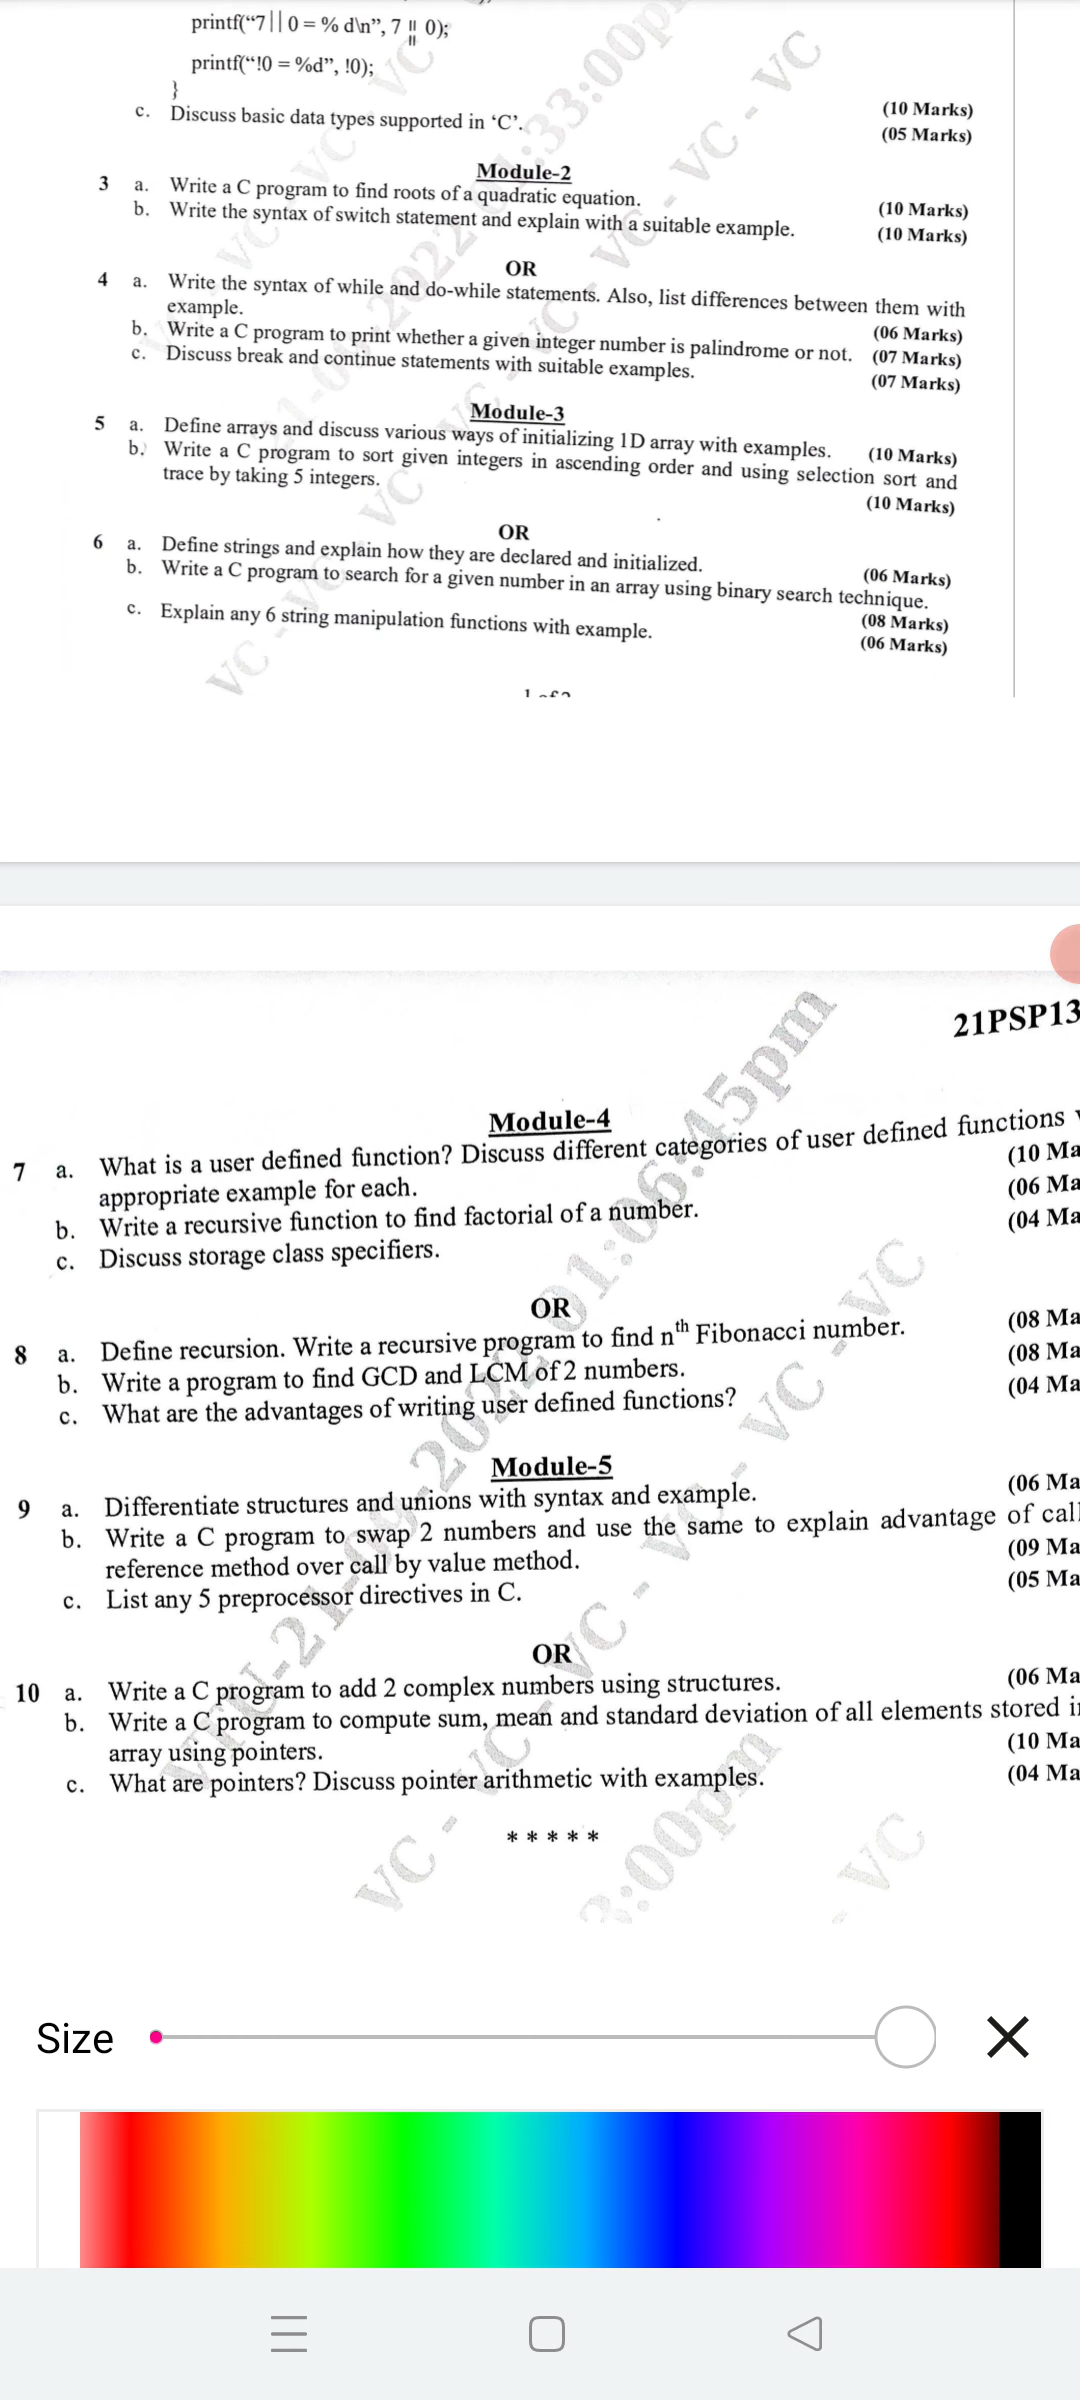 printf("7||0 = % d\n", 7 || 0);
printf("!0 = %d", !0);
}
c. Discuss basic data types supported in 'C'.
(10 Marks)
(05 Marks)
Module-2
3 a. Write a C program to find roots of a quadratic equation. (10 Marks)
b. Write the syntax of switch statement and explain with a suitable example. (10 Marks)
OR
4 a. Write the syntax of while and do-while statements. Also, list differences between them with
example. (06 Marks)
b. Write a C program to print whether a given integer number is palindrome or not. (07 Marks)
c. Discuss break and continue statements with suitable examples. (07 Marks)
Module-3
5 a. Define arrays and discuss various ways of initializing 1D array with examples. (10 Marks)
b. Write a C program to sort given integers in ascending order and using selection sort and
trace by taking 5 integers. (10 Marks)
OR
6 a. Define strings and explain how they are declared and initialized. (06 Marks)
b. Write a C program to search for a given number in an array using binary search technique.
(08 Marks)
c. Explain any 6 string manipulation functions with example. (06 Marks)
21PSP13
Module-4
7 a. What is a user defined function? Discuss different categories of user defined functions
appropriate example for each. (10 Ma
b. Write a recursive function to find factorial of a number. (06 Ma
c. Discuss storage class specifiers. (04 Ma
OR
8 a. Define recursion. Write a recursive program to find nth Fibonacci number. (08 Ma
b. Write a program to find GCD and LCM of 2 numbers. (08 Ma
c. What are the advantages of writing user defined functions? (04 Ma
Module-5
9 a. Differentiate structures and unions with syntax and example. (06 Ma
b. Write a C program to swap 2 numbers and use the same to explain advantage of call
reference method over call by value method. (09 Ma
c. List any 5 preprocessor directives in C. (05 Ma
OR
10 a. Write a C program to add 2 complex numbers using structures. (06 Ma
b. Write a C program to compute sum, mean and standard deviation of all elements stored in
array using pointers. (10 Ma
c. What are pointers? Discuss pointer arithmetic with examples. (04 Ma
* * * * *
Size